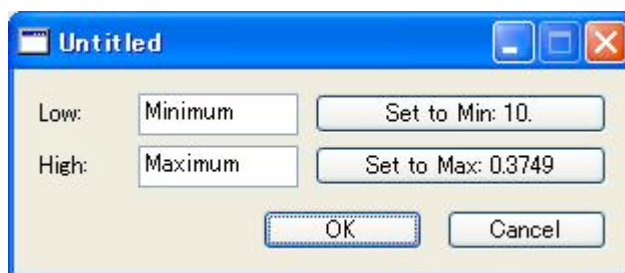 Untitled
Low: Minimum Set to Min: 10.
High: Maximum Set to Max: 0.3749
OK Cancel